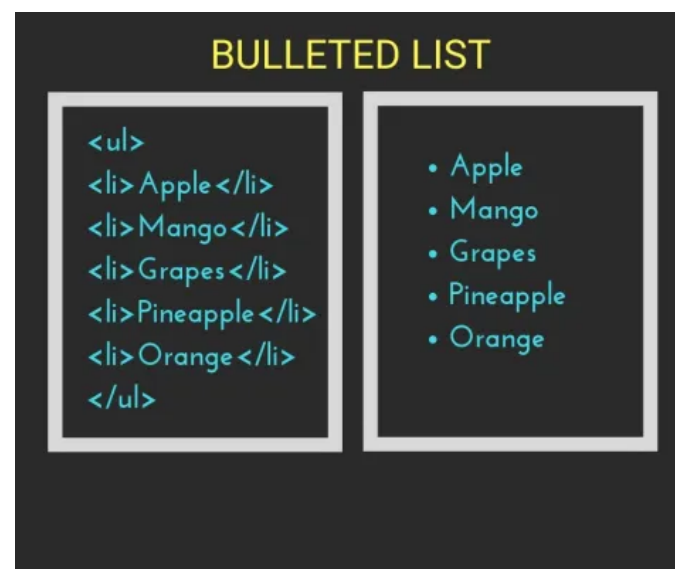 BULLETED LIST
<ul>
<li>Apple</li>
<li>Mango</li>
<li>Grapes</li>
<li>Pineapple</li>
<li>Orange</li>
</ul>
• Apple
• Mango
• Grapes
• Pineapple
• Orange